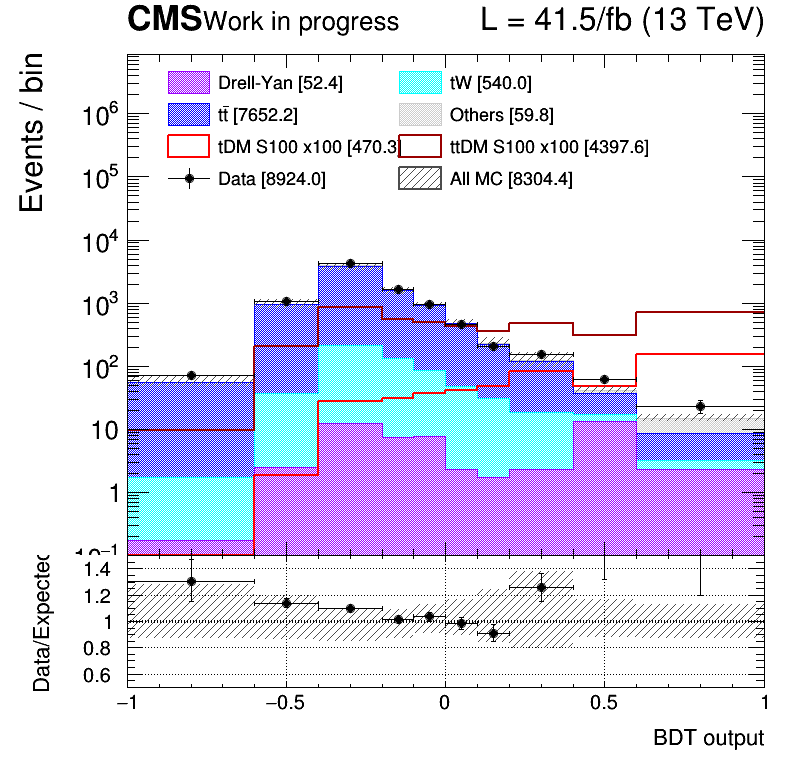 CMS Work in progress L = 41.5/fb (13 TeV)
Events / bin
Drell-Yan [52.4] tW [540.0]
tt̄ [7652.2] Others [59.8]
tDM S100 x100 [470.3] ttDM S100 x100 [4397.6]
Data [8924.0] All MC [8304.4]
10⁶
10⁵
10⁴
10³
10²
10
1
10⁻¹
Data/Expected
1.4
1.2
1
0.8
0.6
−1 −0.5 0 0.5 1
BDT output